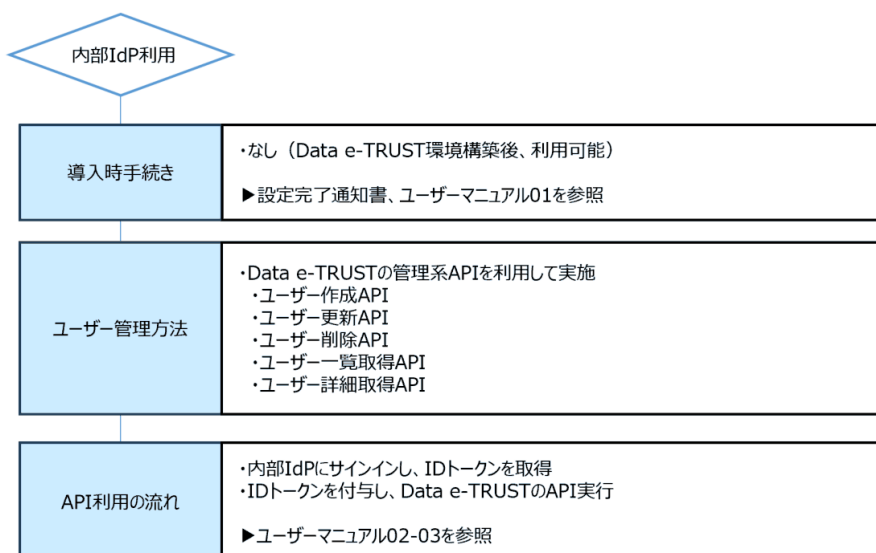 内部IdP利用
導入時手続き
・なし（Data e-TRUST環境構築後、利用可能）
▶設定完了通知書、ユーザーマニュアル01を参照
ユーザー管理方法
・Data e-TRUSTの管理系APIを利用して実施
・ユーザー作成API
・ユーザー更新API
・ユーザー削除API
・ユーザー一覧取得API
・ユーザー詳細取得API
API利用の流れ
・内部IdPにサインインし、IDトークンを取得
・IDトークンを付与し、Data e-TRUSTのAPI実行
▶ユーザーマニュアル02-03を参照